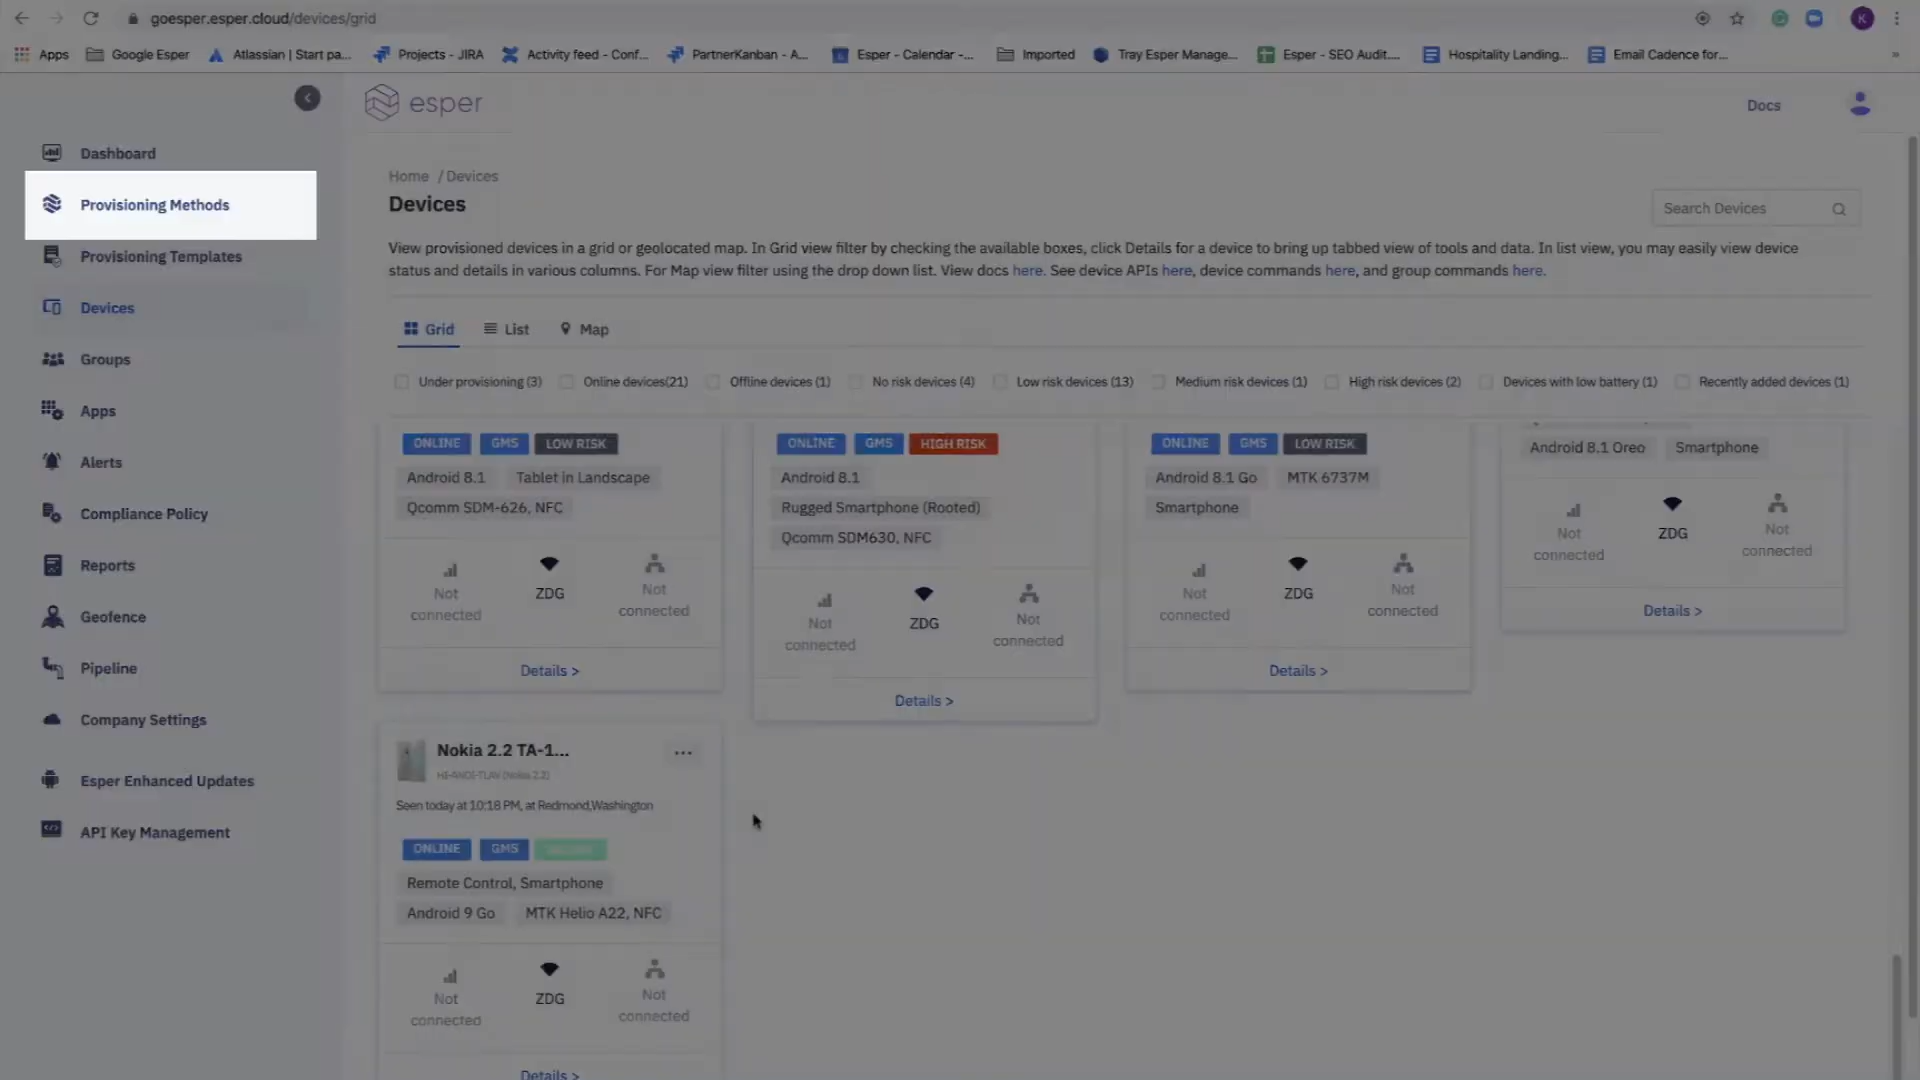 goesper.esper.cloud/devices/grid
K
Apps
Google Esper
Atlassian | Start pa...
Projects - JIRA
Activity feed - Conf...
PartnerKanban - A...
Esper - Calendar -...
Imported
Tray Esper Manage...
Esper - SEO Audit....
Hospitality Landing...
Email Cadence for...
»
esper
Docs
Dashboard
Provisioning Methods
Provisioning Templates
Devices
Groups
Apps
Alerts
Compliance Policy
Reports
Geofence
Pipeline
Company Settings
Esper Enhanced Updates
API Key Management
Home / Devices
Devices
Search Devices
View provisioned devices in a grid or geolocated map. In Grid view filter by checking the available boxes, click Details for a device to bring up tabbed view of tools and data. In list view, you may easily view device
status and details in various columns. For Map view filter using the drop down list. View docs here. See device APIs here, device commands here, and group commands here.
Grid List Map
Under provisioning (3) Online devices(21) Offline devices (1) No risk devices (4) Low risk devices (13) Medium risk devices (1) High risk devices (2) Devices with low battery (1) Recently added devices (1)
ONLINE GMS LOW RISK
Android 8.1 Tablet in Landscape
Qcomm SDM-626, NFC
Not
connected
ZDG
Not
connected
Details >
ONLINE GMS HIGH RISK
Android 8.1
Rugged Smartphone (Rooted)
Qcomm SDM630, NFC
Not
connected
ZDG
Not
connected
Details >
ONLINE GMS LOW RISK
Android 8.1 Go MTK 6737M
Smartphone
Not
connected
ZDG
Not
connected
Details >
Android 8.1 Oreo Smartphone
Not
connected
ZDG
Not
connected
Details >
Nokia 2.2 TA-1...
(Nokia 2.2)
Seen today at 10:18 PM, at Redmond,Washington
ONLINE GMS
Remote Control, Smartphone
Android 9 Go MTK Helio A22, NFC
Not
connected
ZDG
Not
connected
Details >